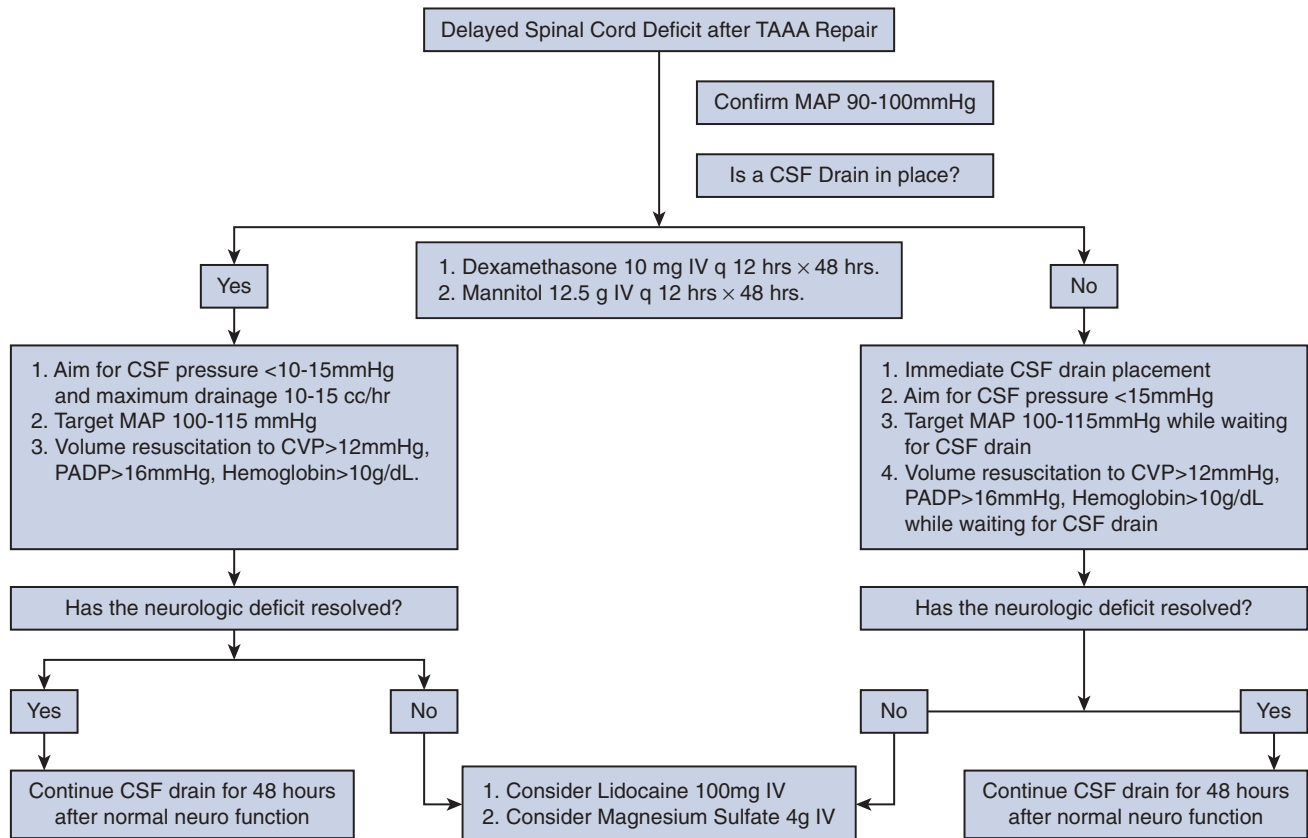 Delayed Spinal Cord Deficit after TAAA Repair
Confirm MAP 90-100mmHg
Is a CSF Drain in place?
Yes
1. Dexamethasone 10 mg IV q 12 hrs × 48 hrs.
2. Mannitol 12.5 g IV q 12 hrs × 48 hrs.
No
1. Aim for CSF pressure <10-15mmHg
and maximum drainage 10-15 cc/hr
2. Target MAP 100-115 mmHg
3. Volume resuscitation to CVP>12mmHg,
PADP>16mmHg, Hemoglobin>10g/dL.
1. Immediate CSF drain placement
2. Aim for CSF pressure <15mmHg
3. Target MAP 100-115mmHg while waiting
for CSF drain
4. Volume resuscitation to CVP>12mmHg,
PADP>16mmHg, Hemoglobin>10g/dL
while waiting for CSF drain
Has the neurologic deficit resolved?
Has the neurologic deficit resolved?
Yes
No
No
Yes
Continue CSF drain for 48 hours
after normal neuro function
1. Consider Lidocaine 100mg IV
2. Consider Magnesium Sulfate 4g IV
Continue CSF drain for 48 hours
after normal neuro function